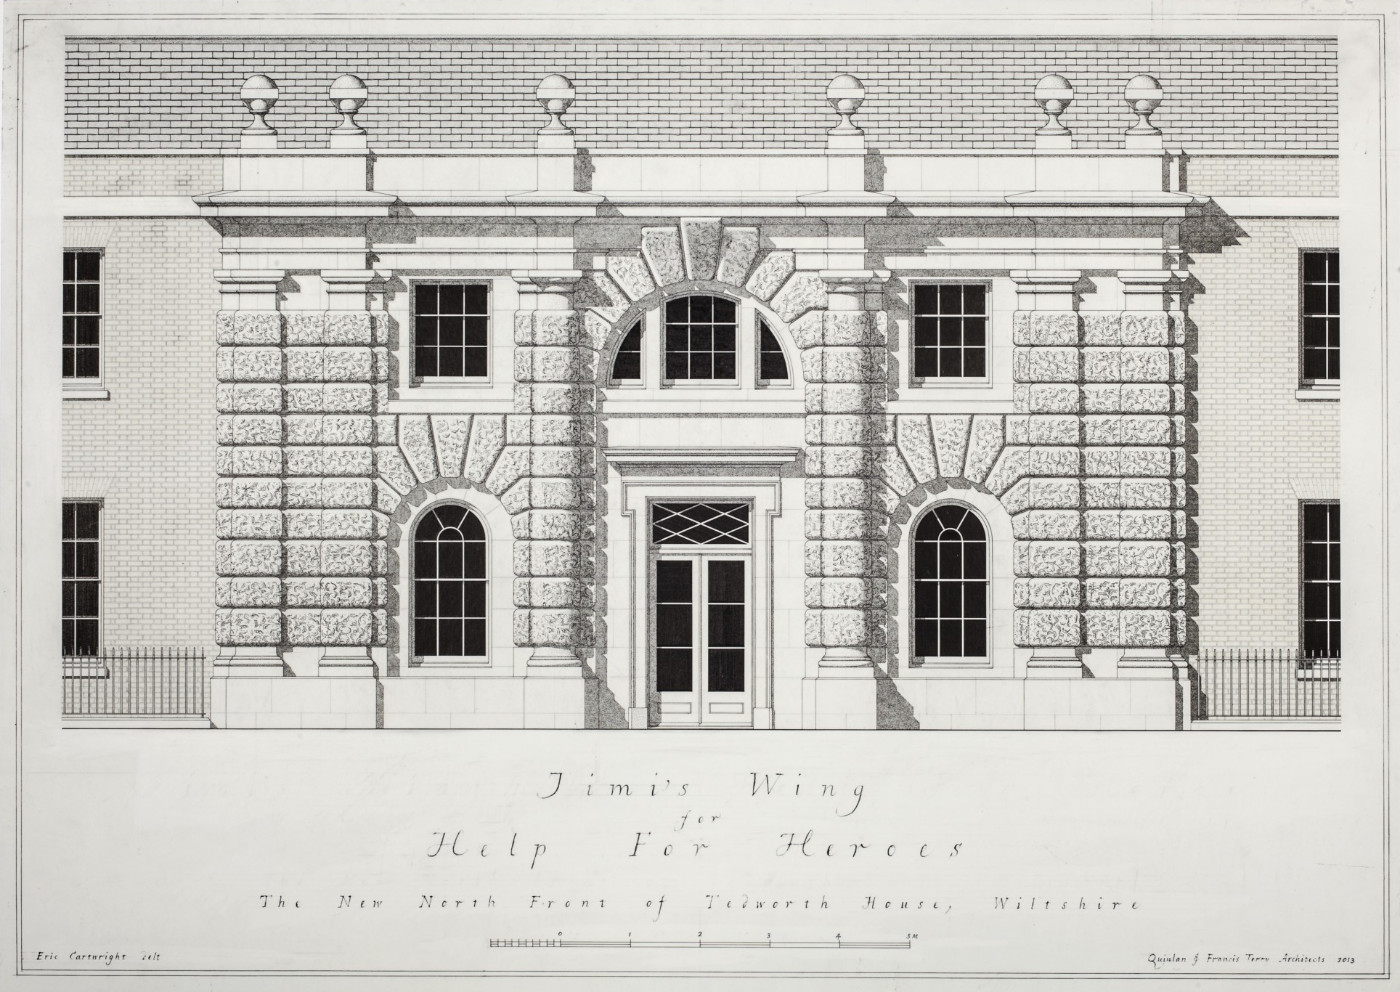 Jimi's Wing
for
Help For Heroes
The New North Front of Tedworth House, Wiltshire
0 1 2 3 4 5M
Eric Cartwright delt
Quinlan & Francis Terry Architects 2013